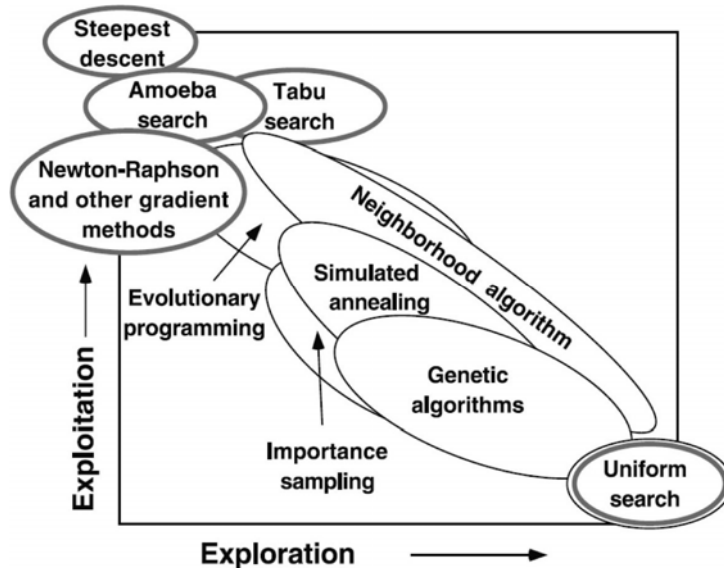 Steepest
descent
Amoeba
search
Tabu
search
Newton-Raphson
and other gradient
methods
Neighborhood algorithm
Simulated
annealing
Evolutionary
programming
Genetic
algorithms
Importance
sampling
Uniform
search
Exploitation
Exploration